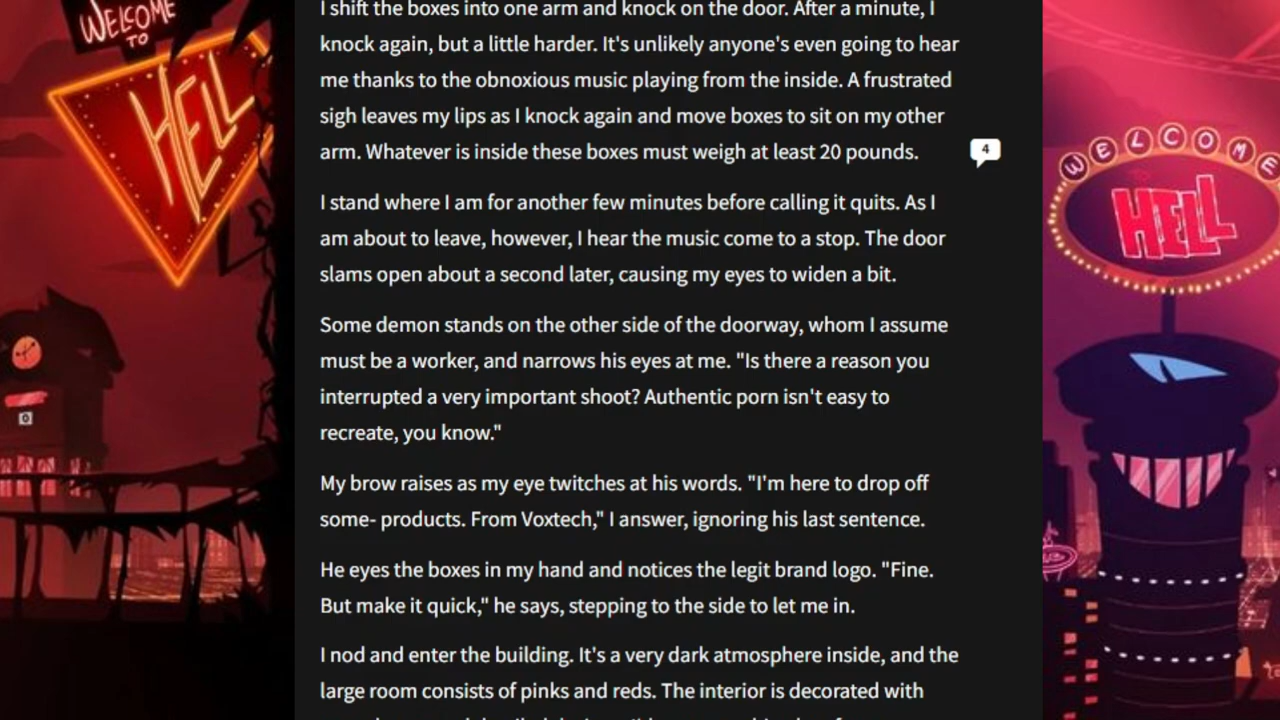 WELCOME
TO
HELL
I shift the boxes into one arm and knock on the door. After a minute, I
knock again, but a little harder. It's unlikely anyone's even going to hear
me thanks to the obnoxious music playing from the inside. A frustrated
sigh leaves my lips as I knock again and move boxes to sit on my other
arm. Whatever is inside these boxes must weigh at least 20 pounds.
4
I stand where I am for another few minutes before calling it quits. As I
am about to leave, however, I hear the music come to a stop. The door
slams open about a second later, causing my eyes to widen a bit.
Some demon stands on the other side of the doorway, whom I assume
must be a worker, and narrows his eyes at me. "Is there a reason you
interrupted a very important shoot? Authentic porn isn't easy to
recreate, you know."
My brow raises as my eye twitches at his words. "I'm here to drop off
some- products. From Voxtech," I answer, ignoring his last sentence.
He eyes the boxes in my hand and notices the legit brand logo. "Fine.
But make it quick," he says, stepping to the side to let me in.
I nod and enter the building. It's a very dark atmosphere inside, and the
large room consists of pinks and reds. The interior is decorated with
WELCOME
HELL